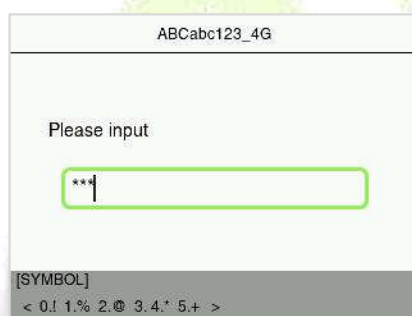 ABCabc123_4G
Please input
***
[SYMBOL]
< 0.! 1.% 2.@ 3. 4.* 5.+ >